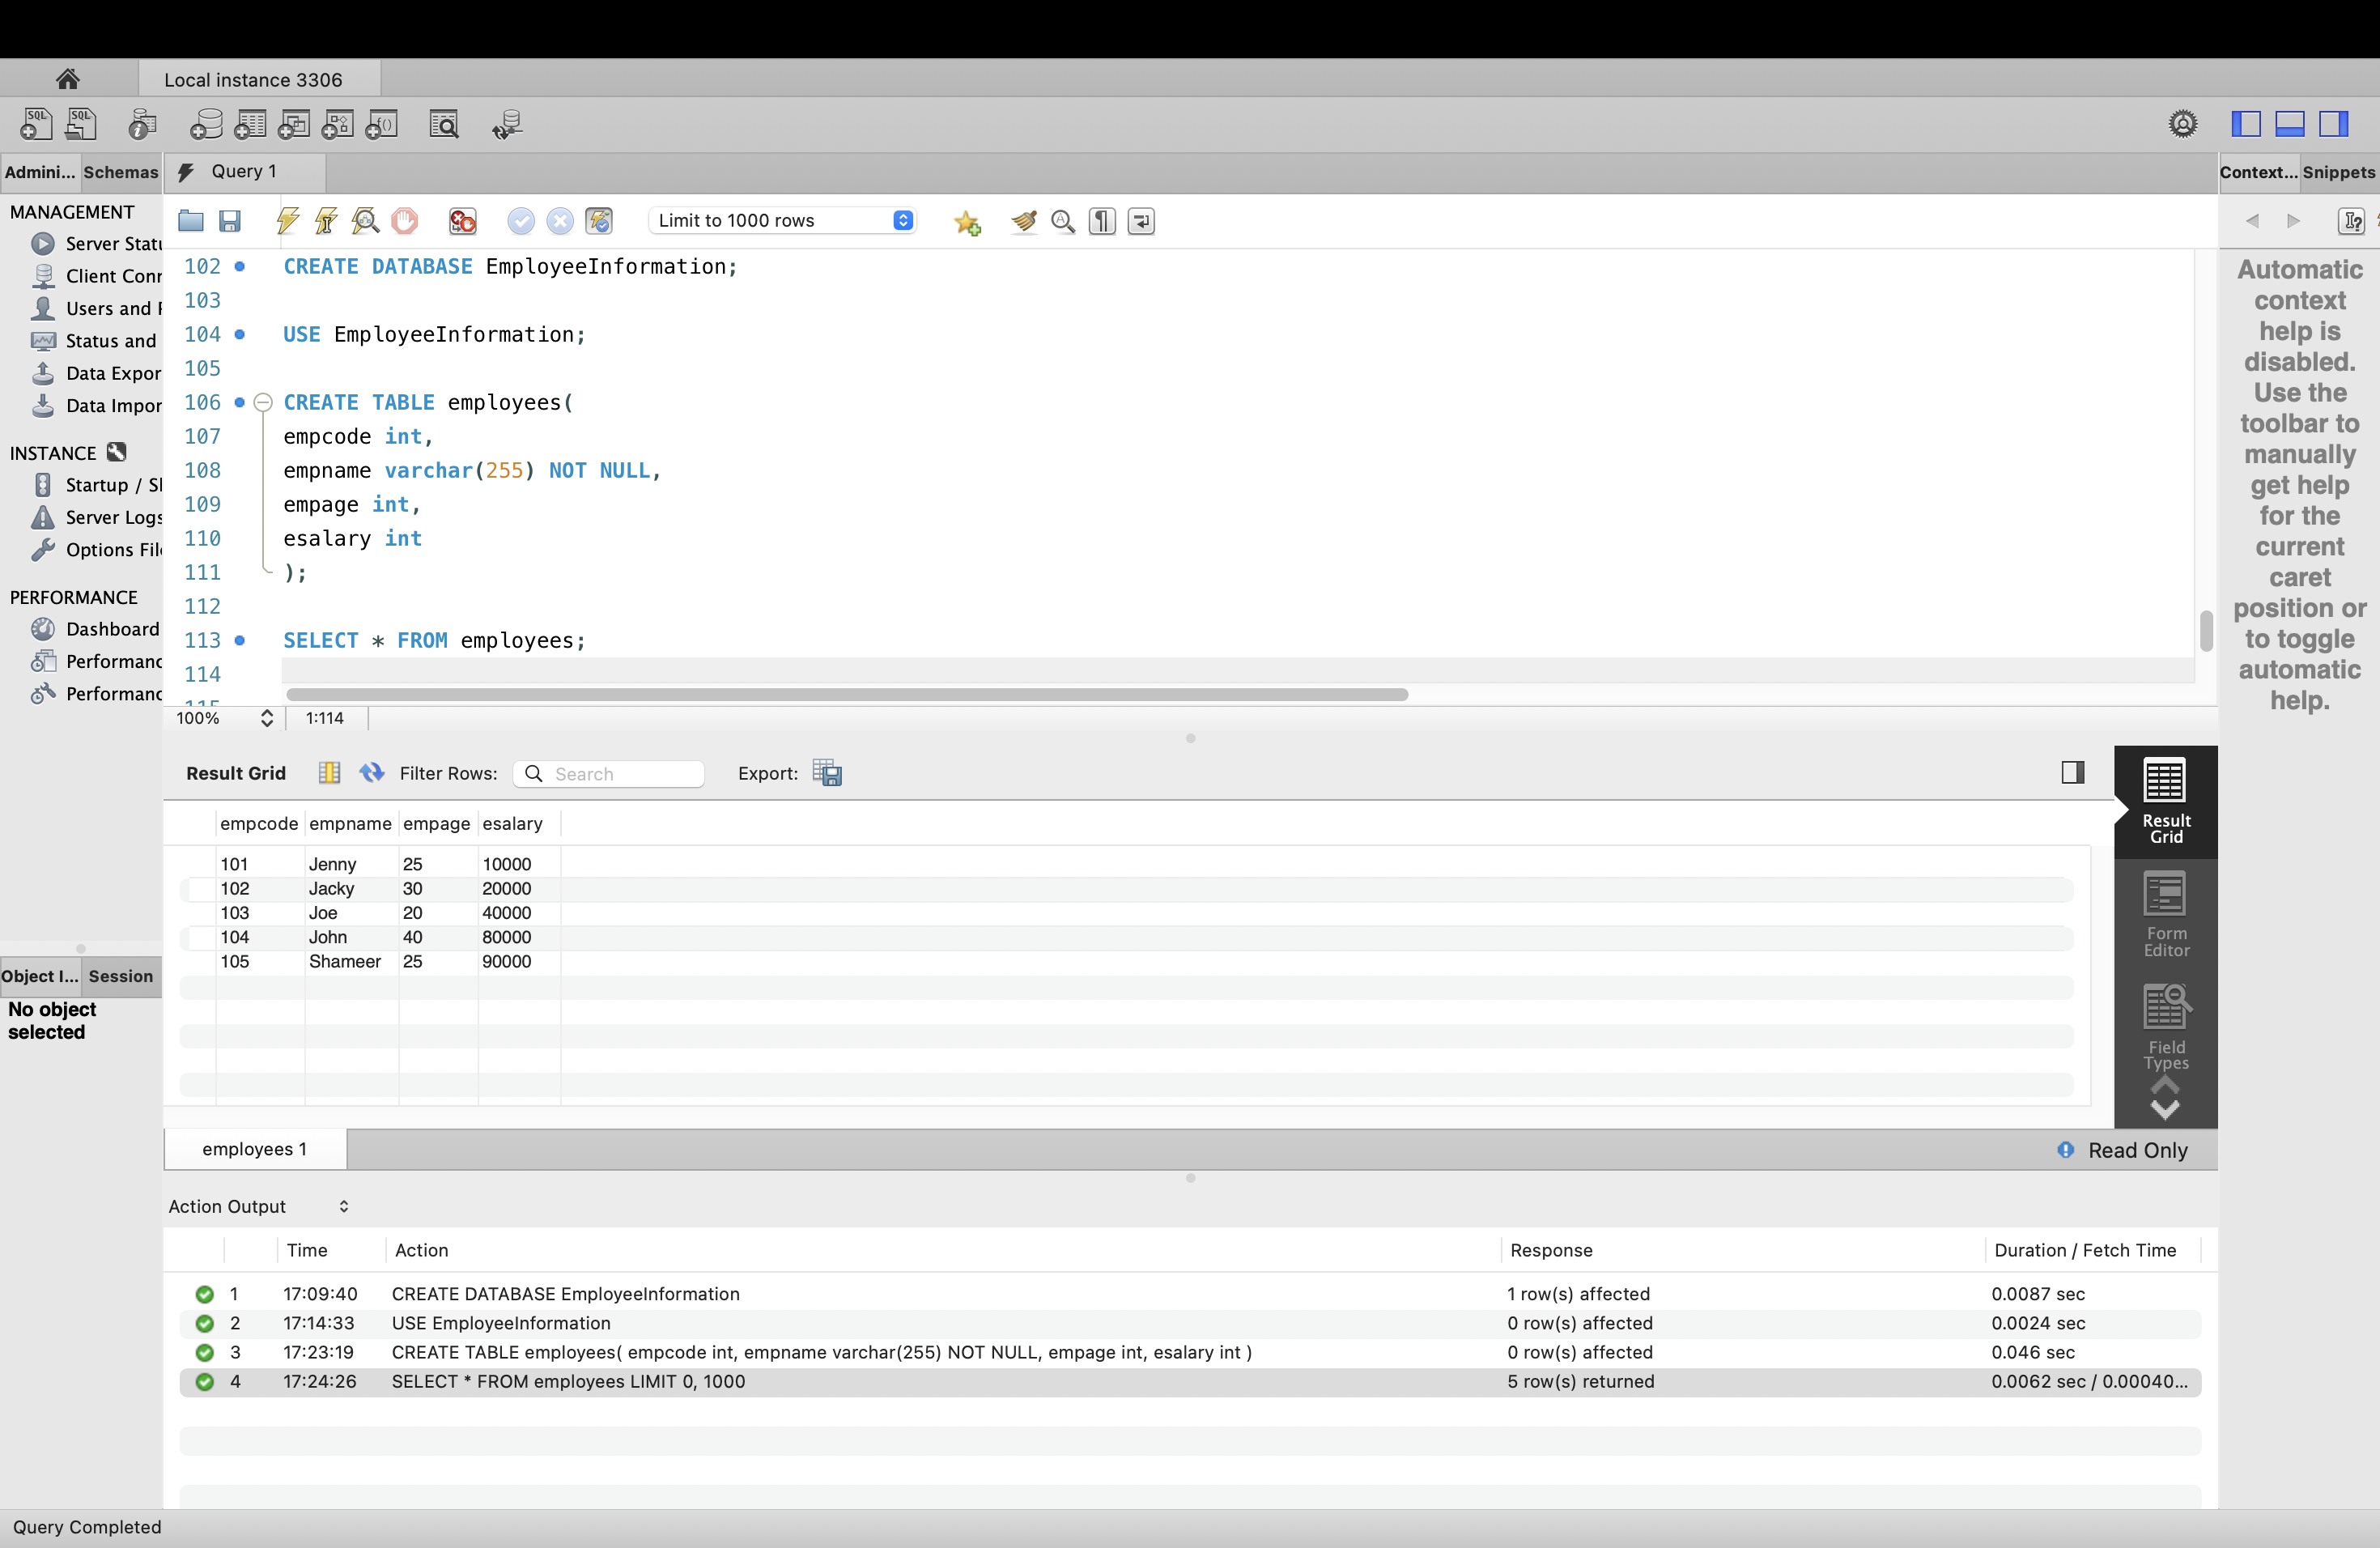 Local instance 3306
Admini... Schemas
Query 1
Context... Snippets
MANAGEMENT
Server Statu
Client Conn
Users and P
Status and
Data Expor
Data Impor
INSTANCE
Startup / Sh
Server Logs
Options File
PERFORMANCE
Dashboard
Performanc
Performanc
Object I... Session
No object
selected
Limit to 1000 rows
102 CREATE DATABASE EmployeeInformation;
103
104 USE EmployeeInformation;
105
106 CREATE TABLE employees(
107 empcode int,
108 empname varchar(255) NOT NULL,
109 empage int,
110 esalary int
111 );
112
113 SELECT * FROM employees;
114
115
100% 1:114
Automatic
context
help is
disabled.
Use the
toolbar to
manually
get help
for the
current
caret
position or
to toggle
automatic
help.
Result Grid Filter Rows: Search Export:
empcode empname empage esalary
101 Jenny 25 10000
102 Jacky 30 20000
103 Joe 20 40000
104 John 40 80000
105 Shameer 25 90000
Result
Grid
Form
Editor
Field
Types
employees 1 Read Only
Action Output
Time Action Response Duration / Fetch Time
1 17:09:40 CREATE DATABASE EmployeeInformation 1 row(s) affected 0.0087 sec
2 17:14:33 USE EmployeeInformation 0 row(s) affected 0.0024 sec
3 17:23:19 CREATE TABLE employees( empcode int, empname varchar(255) NOT NULL, empage int, esalary int ) 0 row(s) affected 0.046 sec
4 17:24:26 SELECT * FROM employees LIMIT 0, 1000 5 row(s) returned 0.0062 sec / 0.00040...
Query Completed